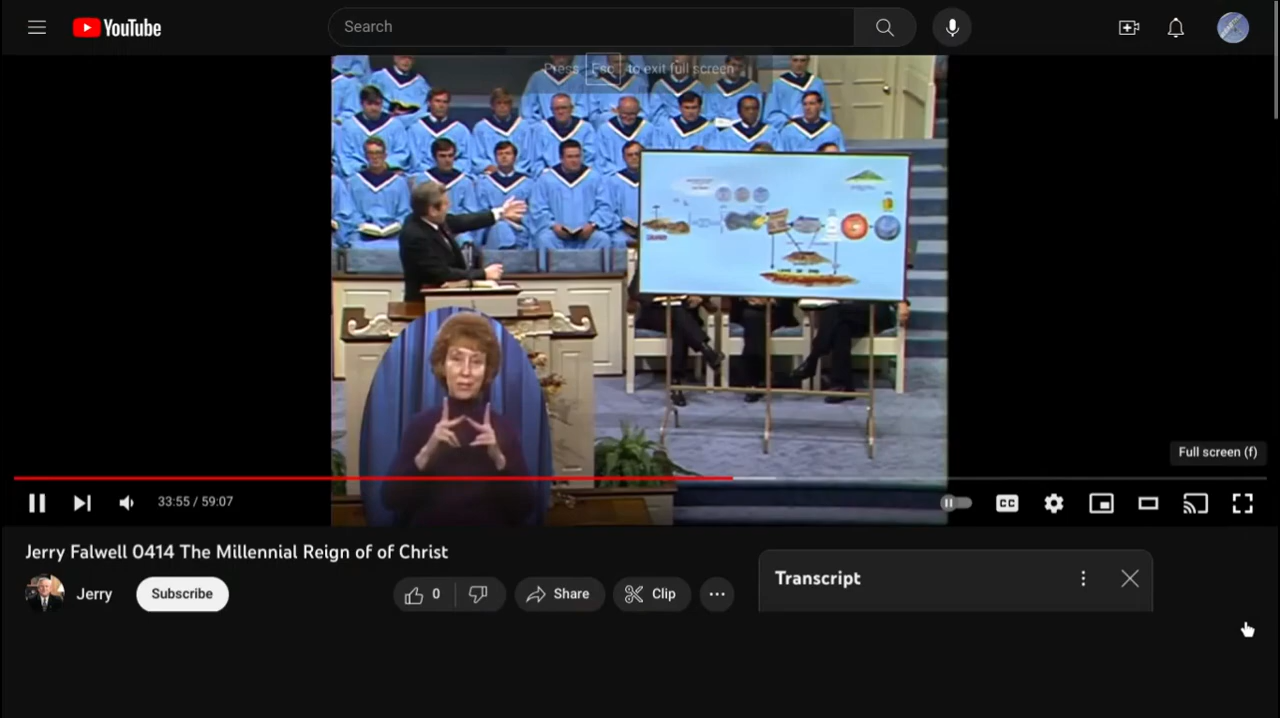 YouTube
Search
Press Esc to exit full screen
Full screen (f)
33:55 / 59:07
CC
Jerry Falwell 0414 The Millennial Reign of of Christ
Jerry
Subscribe
0
Share
Clip
Transcript